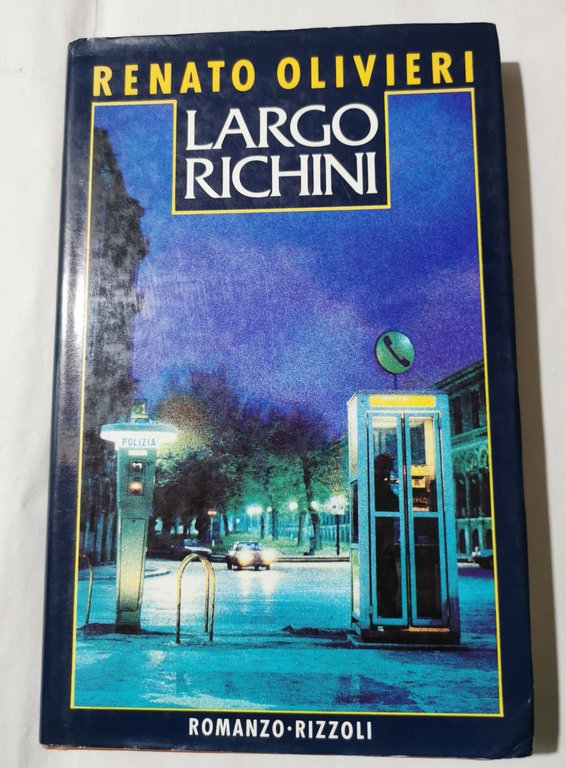 RENATO OLIVIERI
LARGO
RICHINI
POLIZIA
ROMANZO·RIZZOLI